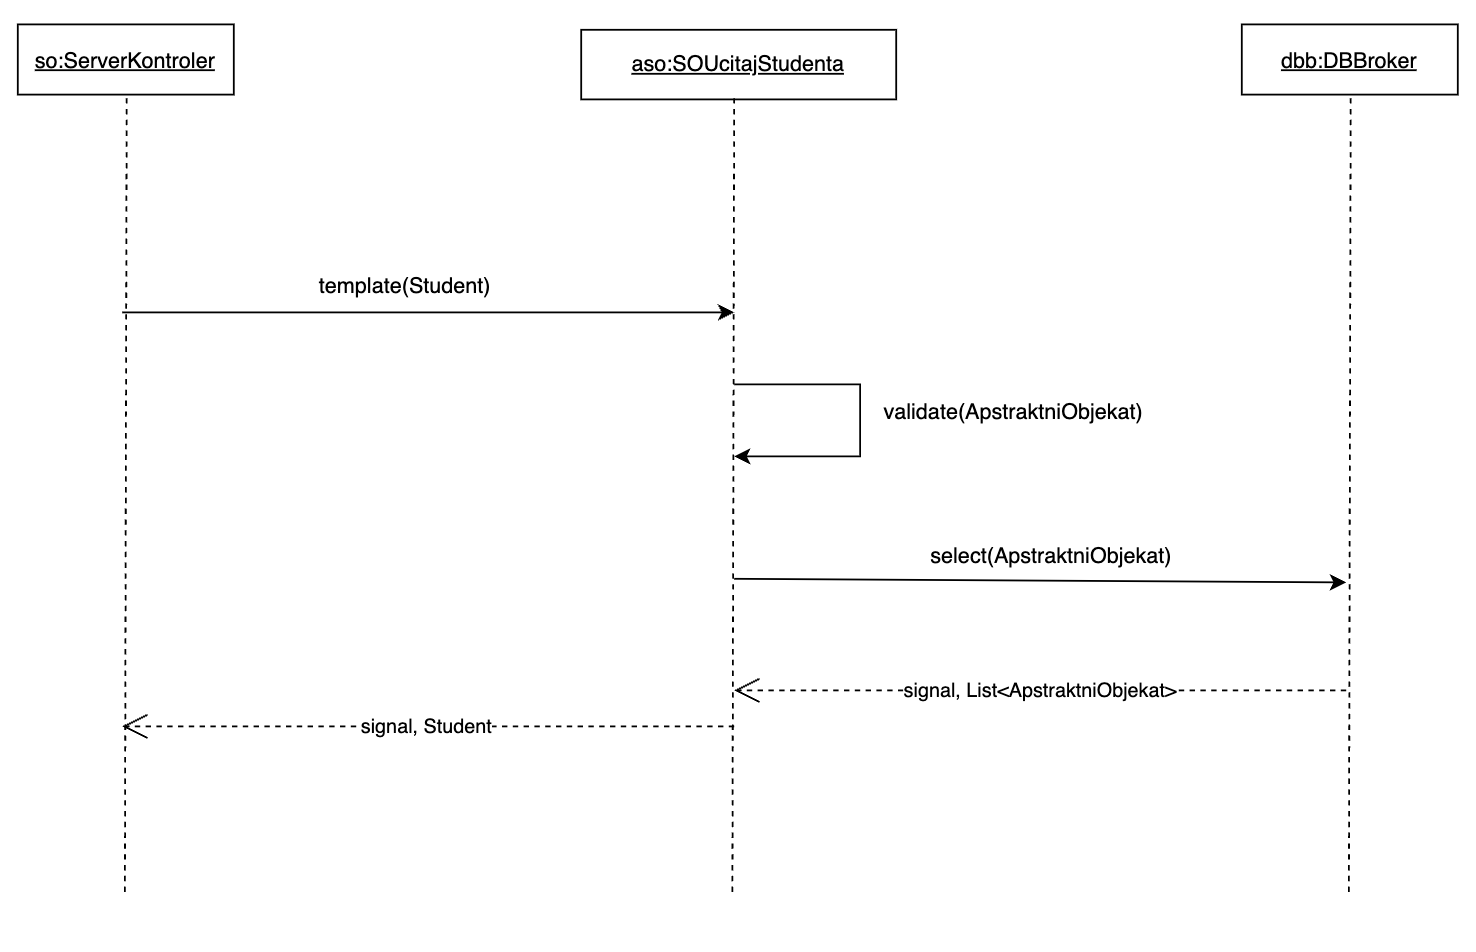 so:ServerKontroler
aso:SOUcitajStudenta
dbb:DBBroker
template(Student)
validate(ApstraktniObjekat)
select(ApstraktniObjekat)
signal, List<ApstraktniObjekat>
signal, Student